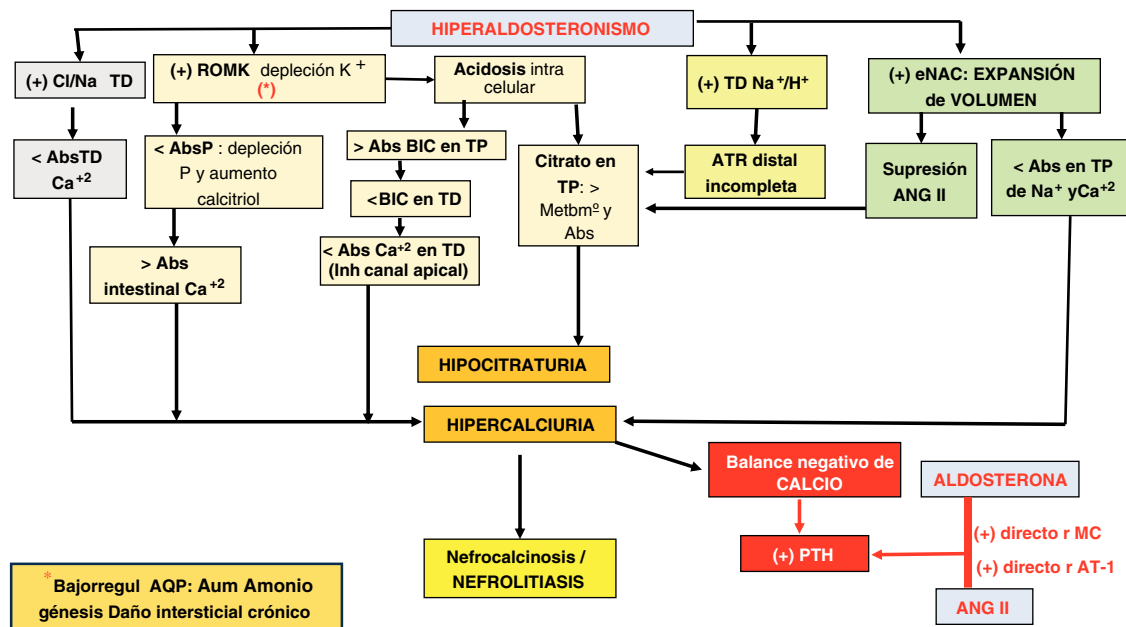 HIPERALDOSTERONISMO
(+) Cl/Na TD
(+) ROMK depleción K +
(*)
Acidosis intra
celular
(+) TD Na+/H+
(+) eNAC: EXPANSIÓN
de VOLUMEN
< AbsTD
Ca+2
< AbsP : depleción
P y aumento
calcitriol
> Abs BIC en TP
Citrato en
TP: >
Metbmº y
Abs
ATR distal
incompleta
Supresión
ANG II
< Abs en TP
de Na+ yCa+2
<BIC en TD
> Abs
intestinal Ca+2
< Abs Ca+2 en TD
(Inh canal apical)
HIPOCITRATURIA
HIPERCALCIURIA
Balance negativo de
CALCIO
ALDOSTERONA
(+) directo r MC
(+) PTH
(+) directo r AT-1
ANG II
Nefrocalcinosis /
NEFROLITIASIS
*Bajorregul AQP: Aum Amonio
génesis Daño intersticial crónico